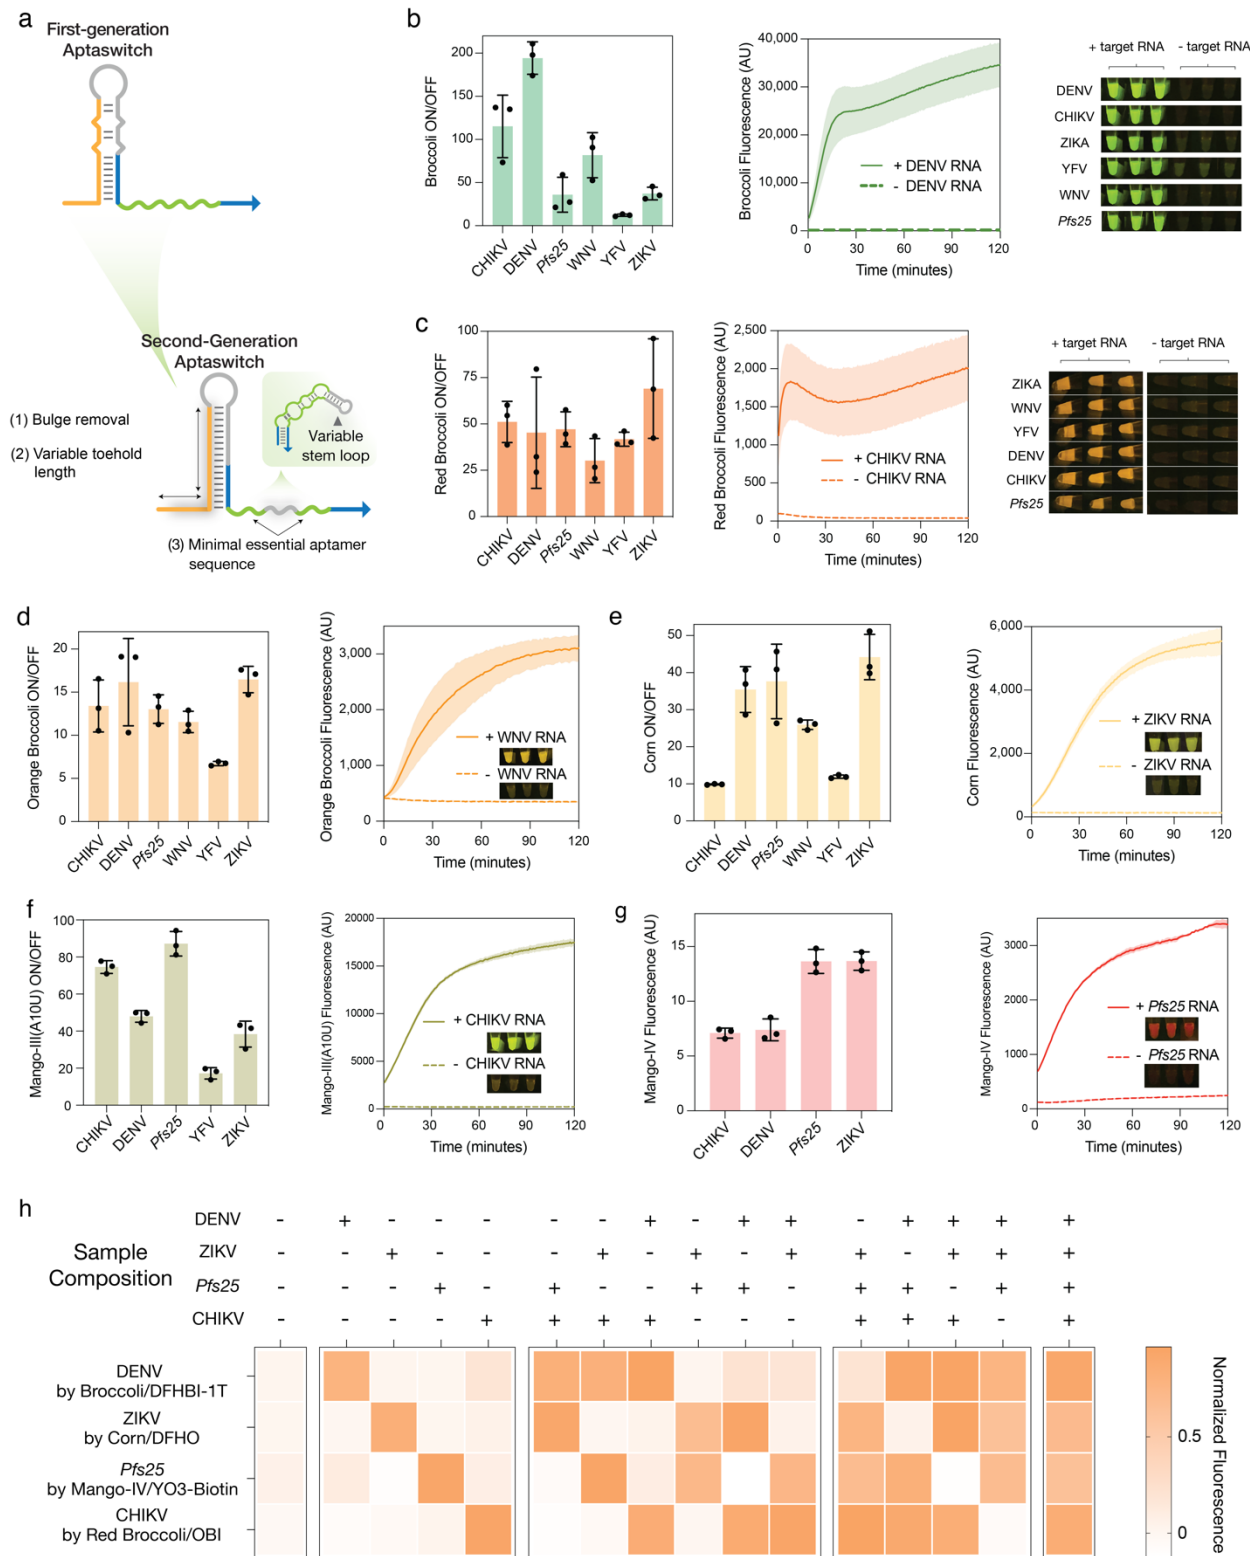 a
First-generation
Aptaswitch
Second-Generation
Aptaswitch
(1) Bulge removal
(2) Variable toehold
length
Variable
stem loop
(3) Minimal essential aptamer
sequence
b
Broccoli ON/OFF
200
150
100
50
0
CHIKV
DENV
Pfs25
WNV
YFV
ZIKV
Broccoli Fluorescence (AU)
40,000
30,000
20,000
10,000
0
+ DENV RNA
- DENV RNA
0 30 60 90 120
Time (minutes)
+ target RNA - target RNA
DENV
CHIKV
ZIKA
YFV
WNV
Pfs25
c
Red Broccoli ON/OFF
100
75
50
25
0
CHIKV
DENV
Pfs25
WNV
YFV
ZIKV
Red Broccoli Fluorescence (AU)
2,500
2,000
1,500
1,000
500
0
+ CHIKV RNA
- CHIKV RNA
0 30 60 90 120
Time (minutes)
+ target RNA - target RNA
ZIKA
WNV
YFV
DENV
CHIKV
Pfs25
d
Orange Broccoli ON/OFF
20
15
10
5
0
CHIKV
DENV
Pfs25
WNV
YFV
ZIKV
Orange Broccoli Fluorescence (AU)
3,000
2,000
1,000
0
+ WNV RNA
- WNV RNA
0 30 60 90 120
Time (minutes)
e
Corn ON/OFF
50
40
30
20
10
0
CHIKV
DENV
Pfs25
WNV
YFV
ZIKV
Corn Fluorescence (AU)
6,000
4,000
2,000
0
+ ZIKV RNA
- ZIKV RNA
0 30 60 90 120
Time (minutes)
f
Mango-III(A10U) ON/OFF
100
80
60
40
20
0
CHIKV
DENV
Pfs25
YFV
ZIKV
Mango-III(A10U) Fluorescence (AU)
20000
15000
10000
5000
0
+ CHIKV RNA
- CHIKV RNA
0 30 60 90 120
Time (minutes)
g
Mango-IV Fluorescence (AU)
15
10
5
0
CHIKV
DENV
Pfs25
ZIKV
Mango-IV Fluorescence (AU)
3000
2000
1000
0
+ Pfs25 RNA
- Pfs25 RNA
0 30 60 90 120
Time (minutes)
h
Sample
Composition
DENV - + - - - - - + - + + - + + + +
ZIKV - - + - - - + - + - + + - + + +
Pfs25 - - - + - + - - + + - + + - + +
CHIKV - - - - + + + + - - - + + + - +
DENV
by Broccoli/DFHBI-1T
ZIKV
by Corn/DFHO
Pfs25
by Mango-IV/YO3-Biotin
CHIKV
by Red Broccoli/OBI
0.5
0
Normalized Fluorescence